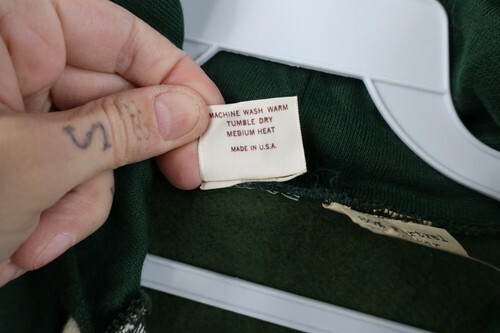 MACHINE WASH WARM
TUMBLE DRY
MEDIUM HEAT
MADE IN U.S.A.